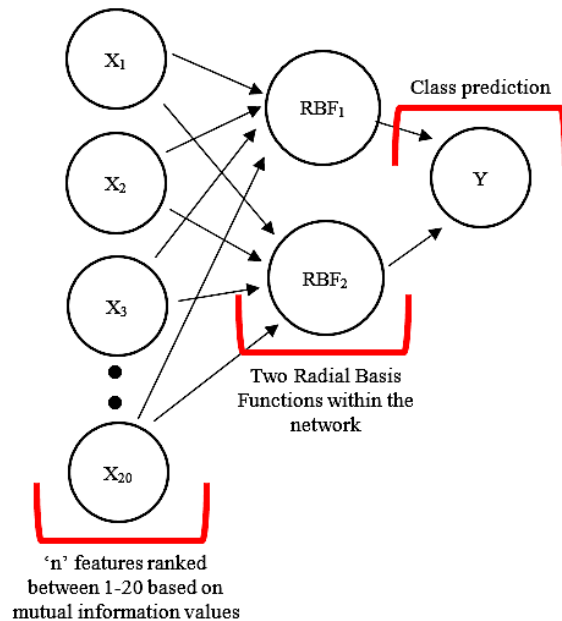 X₁
X₂
X₃
X₂₀
RBF₁
RBF₂
Y
Class prediction
Two Radial Basis
Functions within the
network
‘n’ features ranked
between 1-20 based on
mutual information values